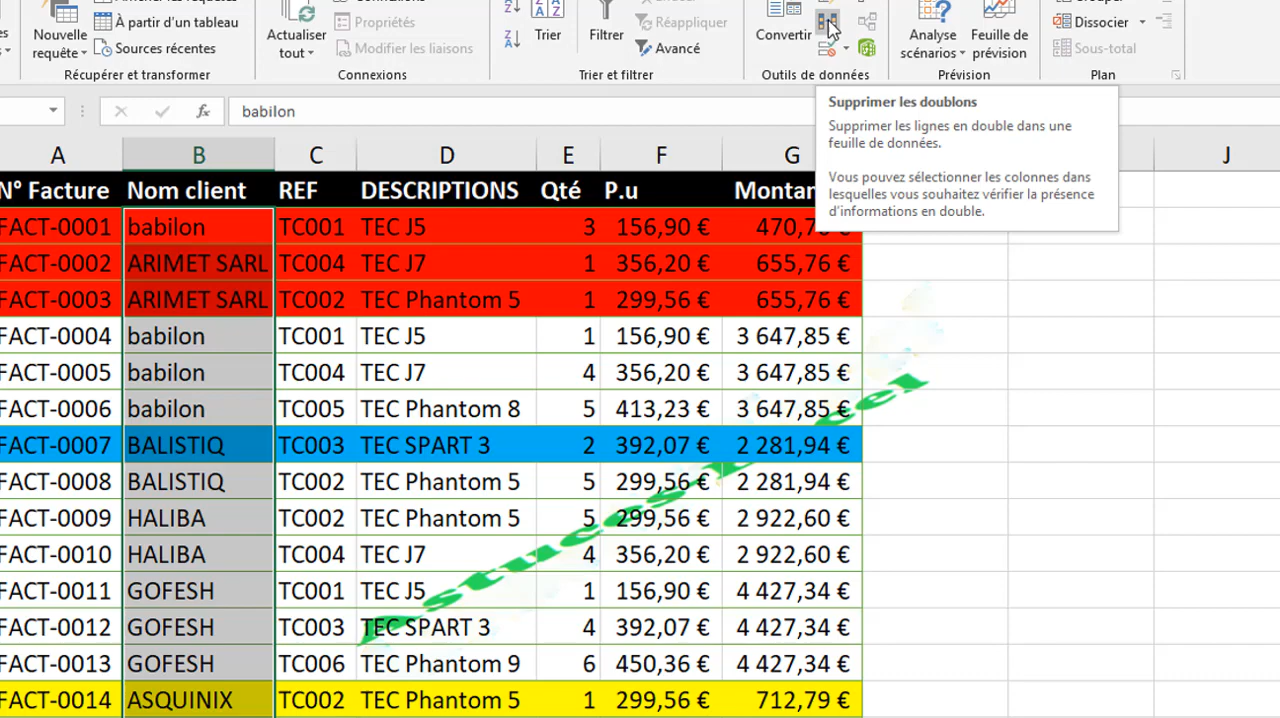 Nouvelle requête
À partir d'un tableau
Sources récentes
Récupérer et transformer
Actualiser tout
Propriétés
Modifier les liaisons
Connexions
Trier
Filtrer
Réappliquer
Avancé
Trier et filtrer
Convertir
Outils de données
Analyse scénarios
Feuille de prévision
Prévision
Dissocier
Sous-total
Plan
fx
babilon
Supprimer les doublons
Supprimer les lignes en double dans une
feuille de données.
Vous pouvez sélectionner les colonnes dans
lesquelles vous souhaitez vérifier la présence
d'informations en double.
A B C D E F G J
N° Facture Nom client REF DESCRIPTIONS Qté P.u
FACT-0001 babilon TC001 TEC J5 3 156,90 €
FACT-0002 ARIMET SARL TC004 TEC J7 1 356,20 € 655,76 €
FACT-0003 ARIMET SARL TC002 TEC Phantom 5 1 299,56 € 655,76 €
FACT-0004 babilon TC001 TEC J5 1 156,90 € 3 647,85 €
FACT-0005 babilon TC004 TEC J7 4 356,20 € 3 647,85 €
FACT-0006 babilon TC005 TEC Phantom 8 5 413,23 € 3 647,85 €
FACT-0007 BALISTIQ TC003 TEC SPART 3 2 392,07 € 2 281,94 €
FACT-0008 BALISTIQ TC002 TEC Phantom 5 5 299,56 € 2 281,94 €
FACT-0009 HALIBA TC002 TEC Phantom 5 5 299,56 € 2 922,60 €
FACT-0010 HALIBA TC004 TEC J7 4 356,20 € 2 922,60 €
FACT-0011 GOFESH TC001 TEC J5 1 156,90 € 4 427,34 €
FACT-0012 GOFESH TC003 TEC SPART 3 4 392,07 € 4 427,34 €
FACT-0013 GOFESH TC006 TEC Phantom 9 6 450,36 € 4 427,34 €
FACT-0014 ASQUINIX TC002 TEC Phantom 5 1 299,56 € 712,79 €